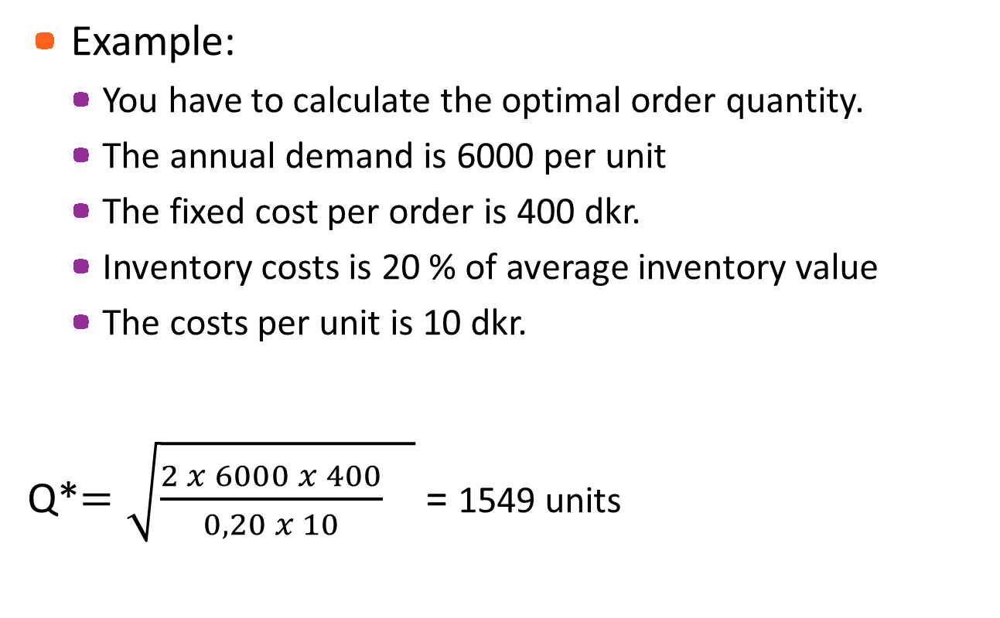 Example:
You have to calculate the optimal order quantity.
The annual demand is 6000 per unit
The fixed cost per order is 400 dkr.
Inventory costs is 20 % of average inventory value
The costs per unit is 10 dkr.
2 x 6000 x 400
Q*= √ = 1549 units
0,20 x 10